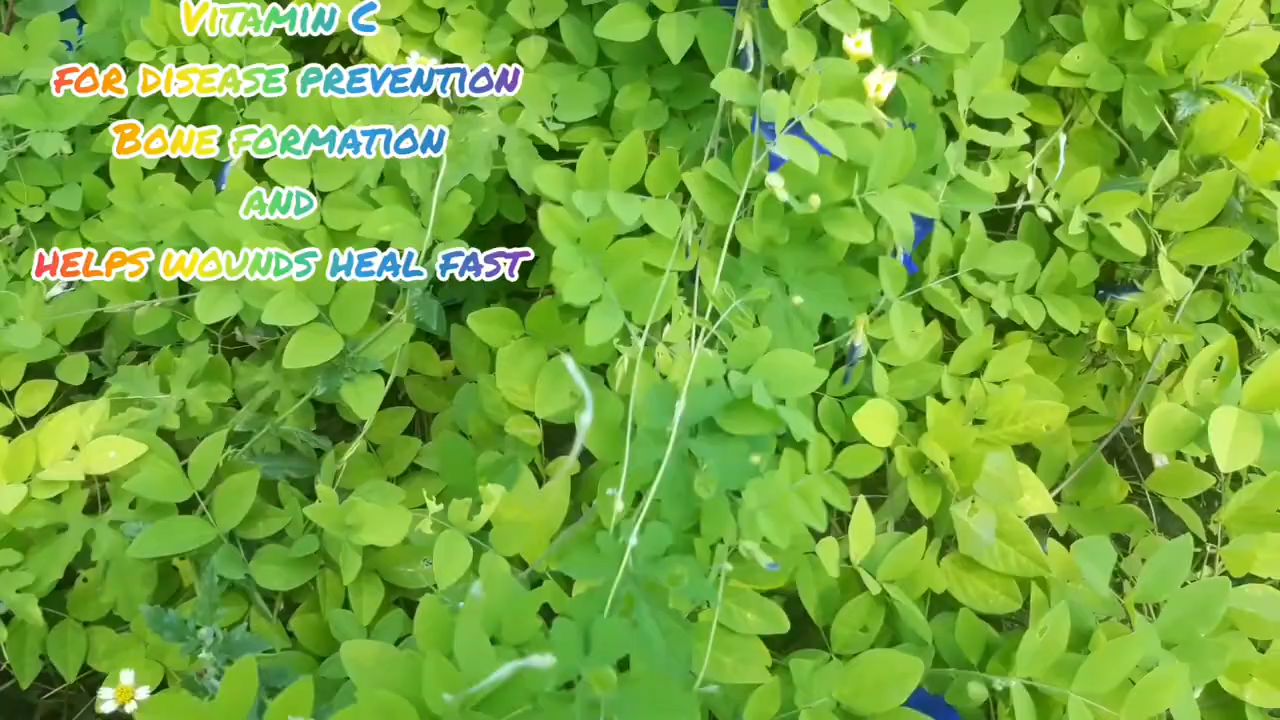 Vitamin C
for disease prevention
Bone formation
and
helps wounds heal fast